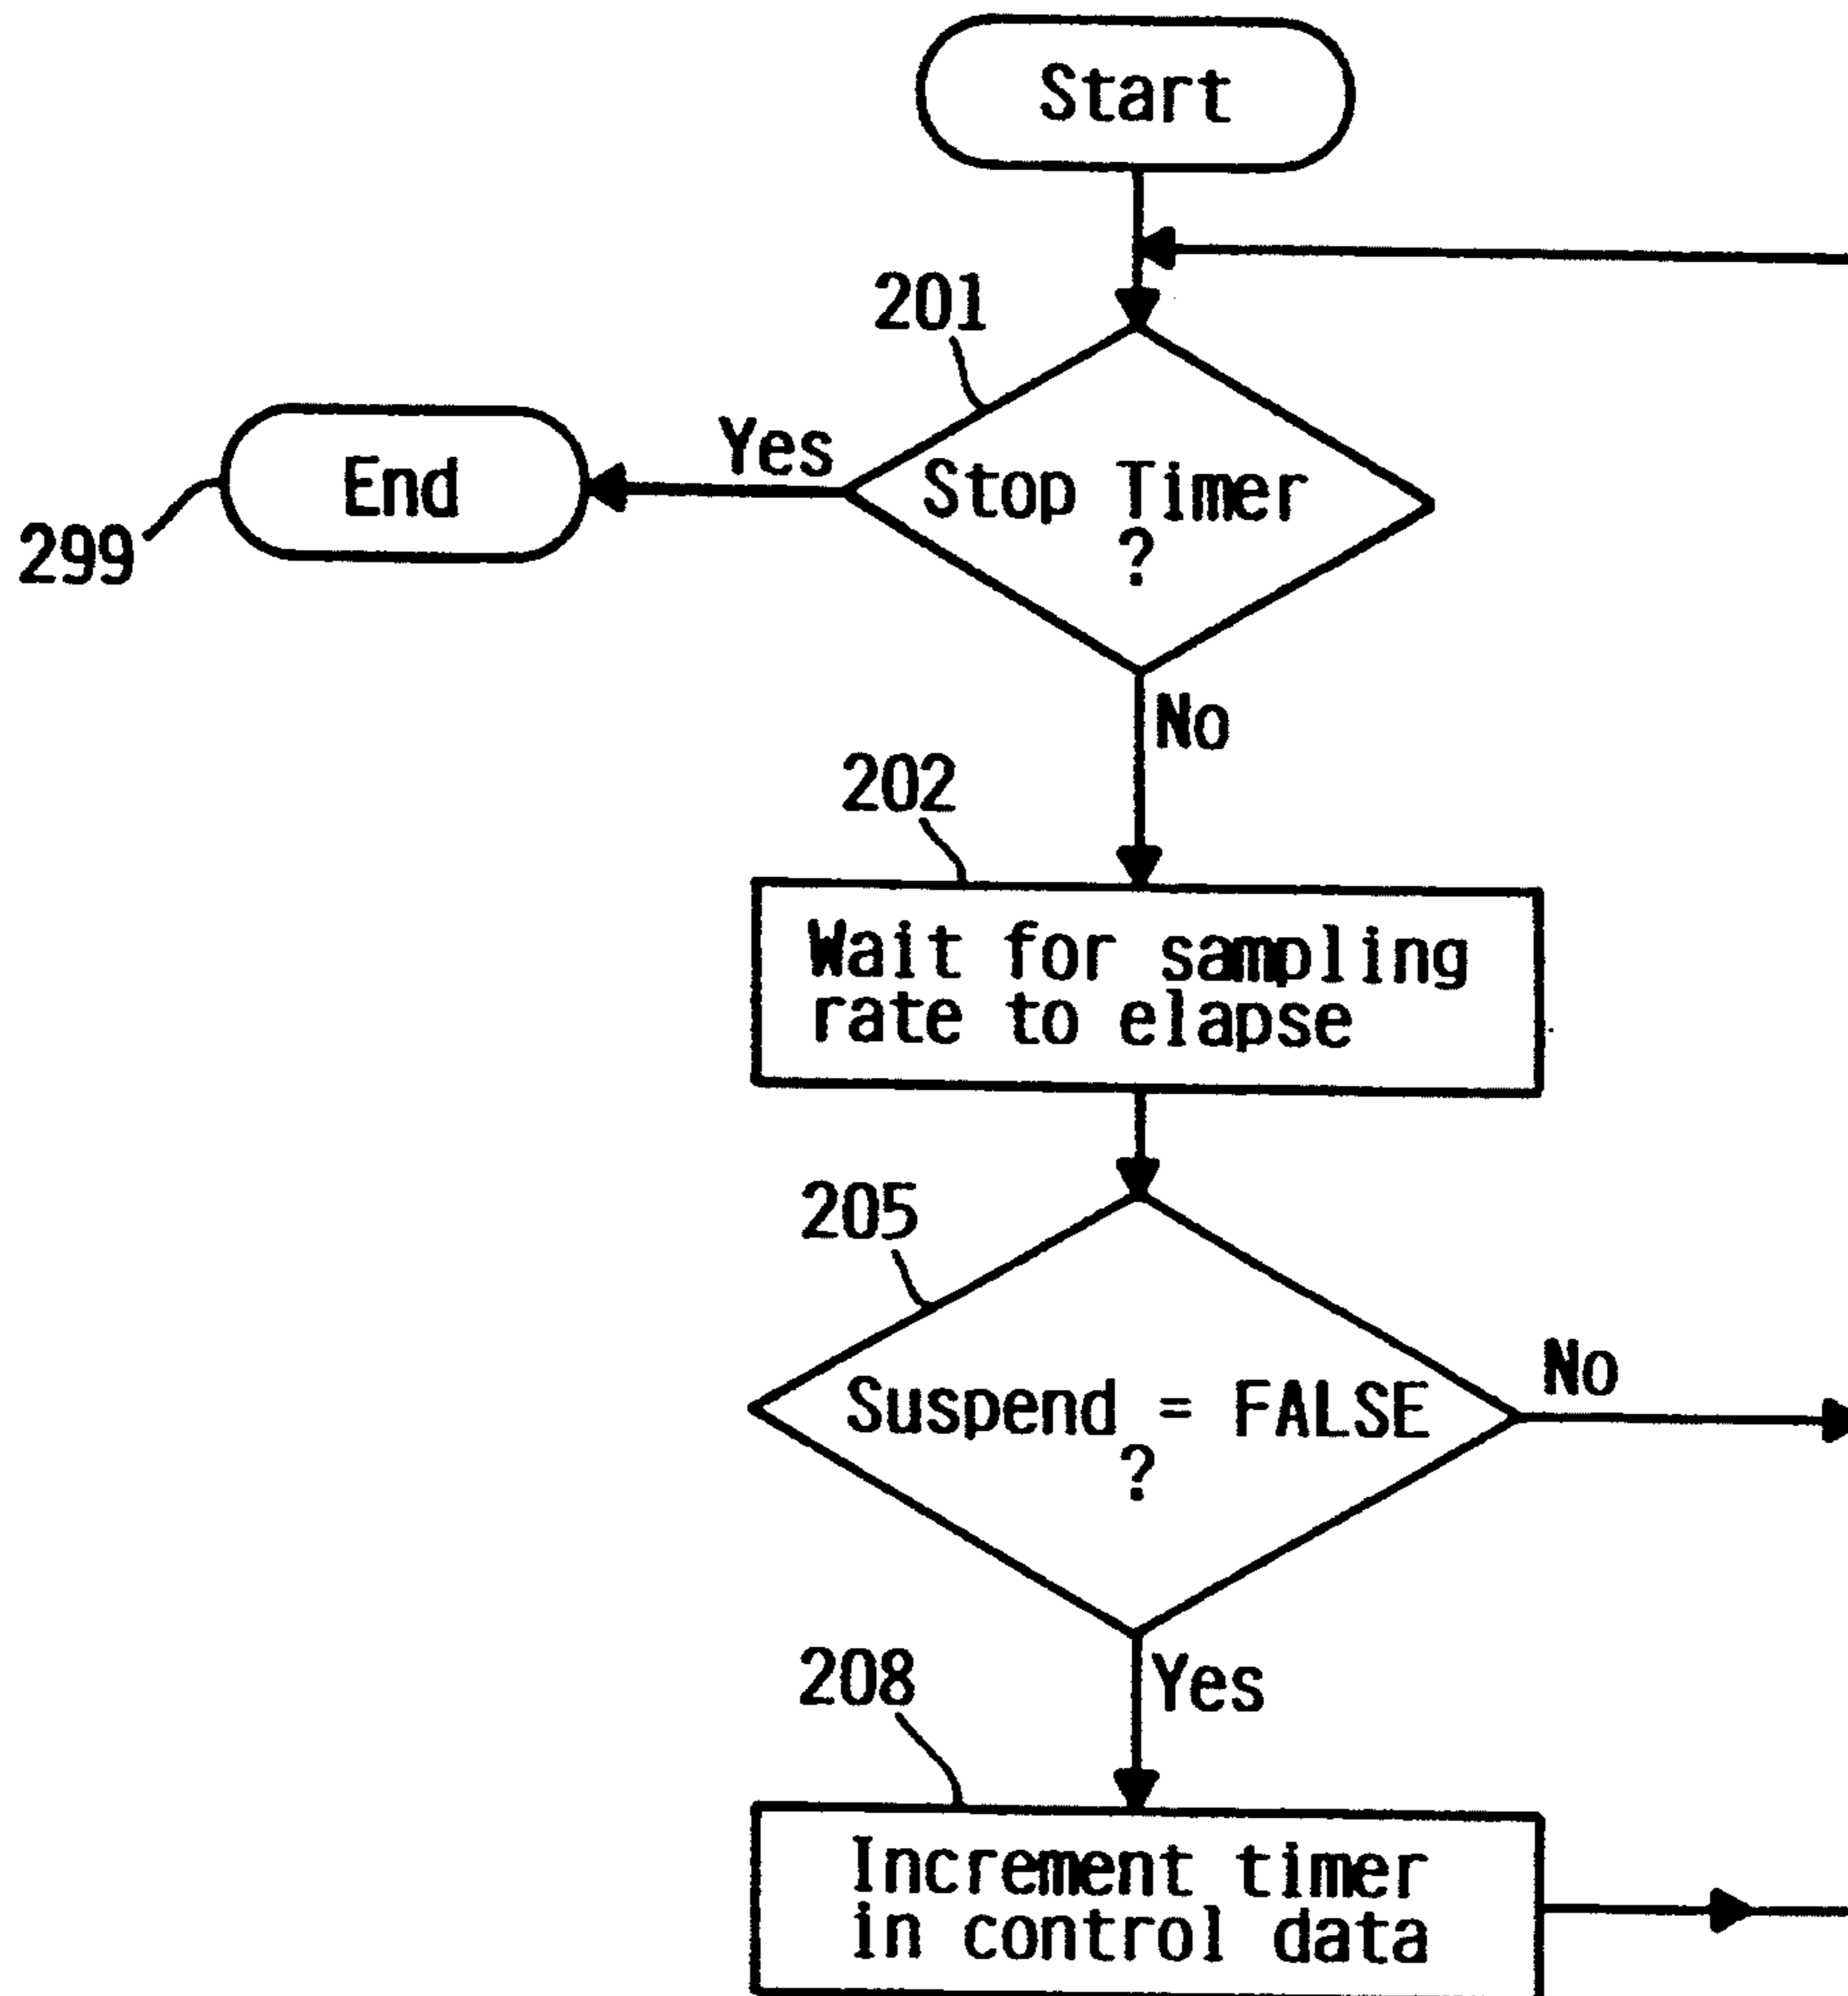 Start
201
Yes
End
Stop Timer
?
299
No
202
Wait for sampling
rate to elapse
205
No
Suspend = FALSE
?
208
Yes
Increment timer
in control data